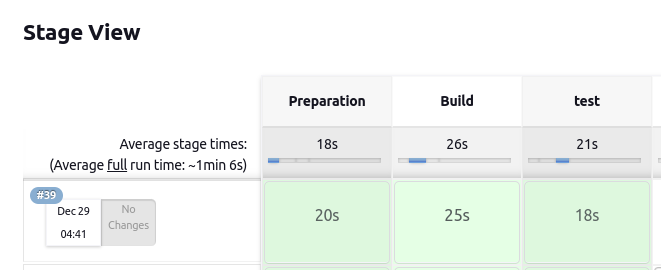 Stage View
Preparation Build test
Average stage times: 18s 26s 21s
(Average full run time: ~1min 6s)
#39
Dec 29 No
Changes
04:41
20s 25s 18s